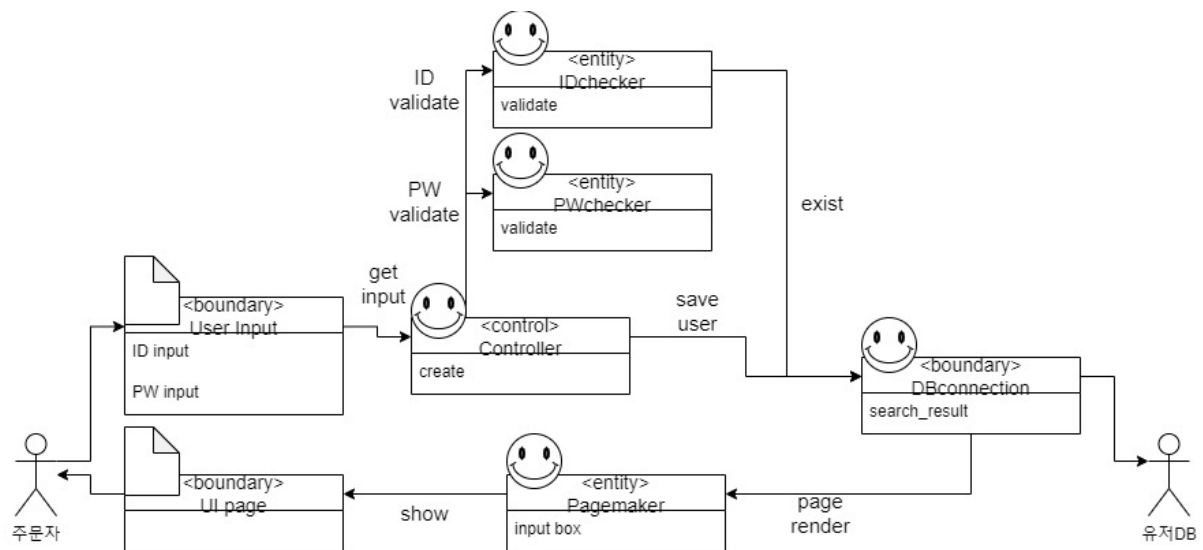 <entity>
IDchecker
validate
ID
validate
<entity>
PWchecker
validate
PW
validate
exist
<boundary>
User Input
ID input
PW input
get
input
<control>
Controller
create
save
user
<boundary>
DBconnection
search_result
<boundary>
UI page
show
<entity>
Pagemaker
input box
page
render
주문자
유저DB